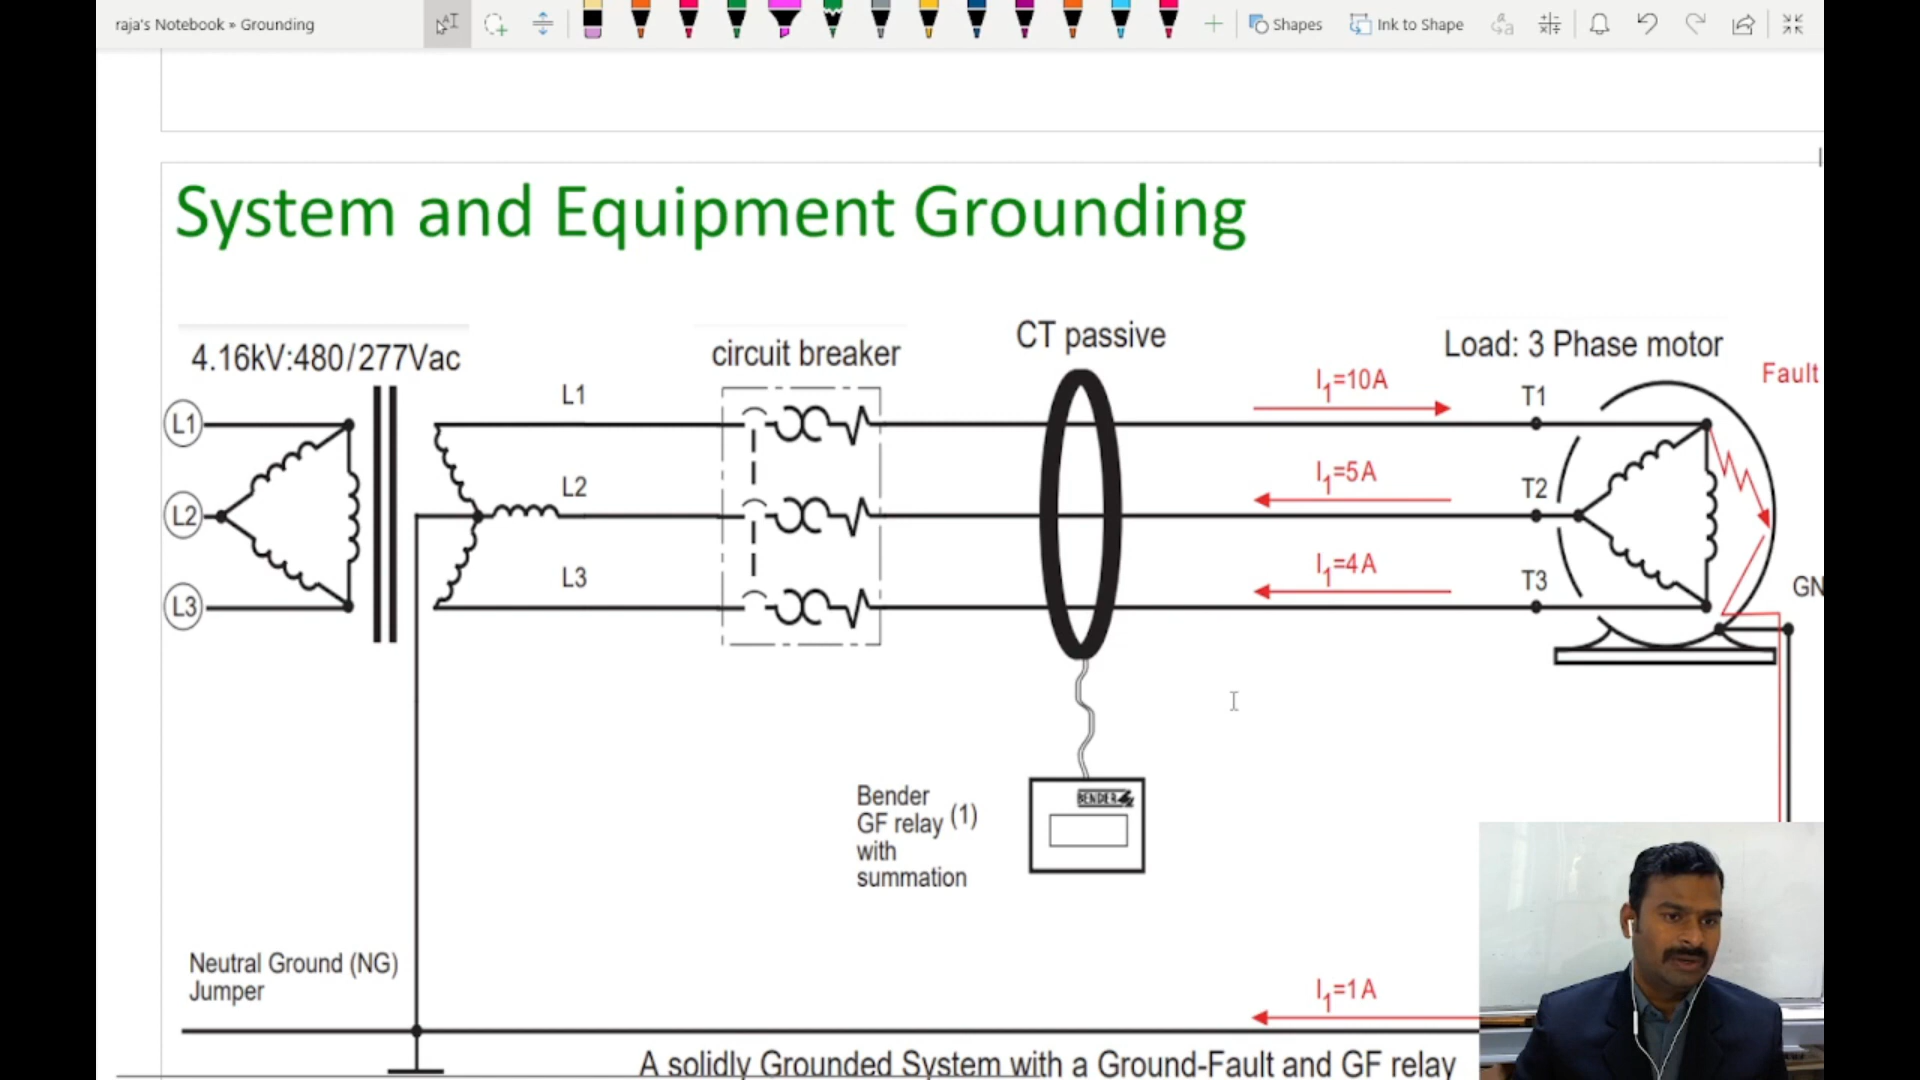 raja's Notebook » Grounding
Shapes
Ink to Shape
System and Equipment Grounding
4.16kV:480/277Vac
circuit breaker
CT passive
Load: 3 Phase motor
Fault
L1
L1
I1=10A
T1
L2
L2
I1=5A
T2
L3
L3
I1=4A
T3
GN
Bender
GF relay (1)
with
summation
BENDER
Neutral Ground (NG)
Jumper
I1=1A
A solidly Grounded System with a Ground-Fault and GF relay